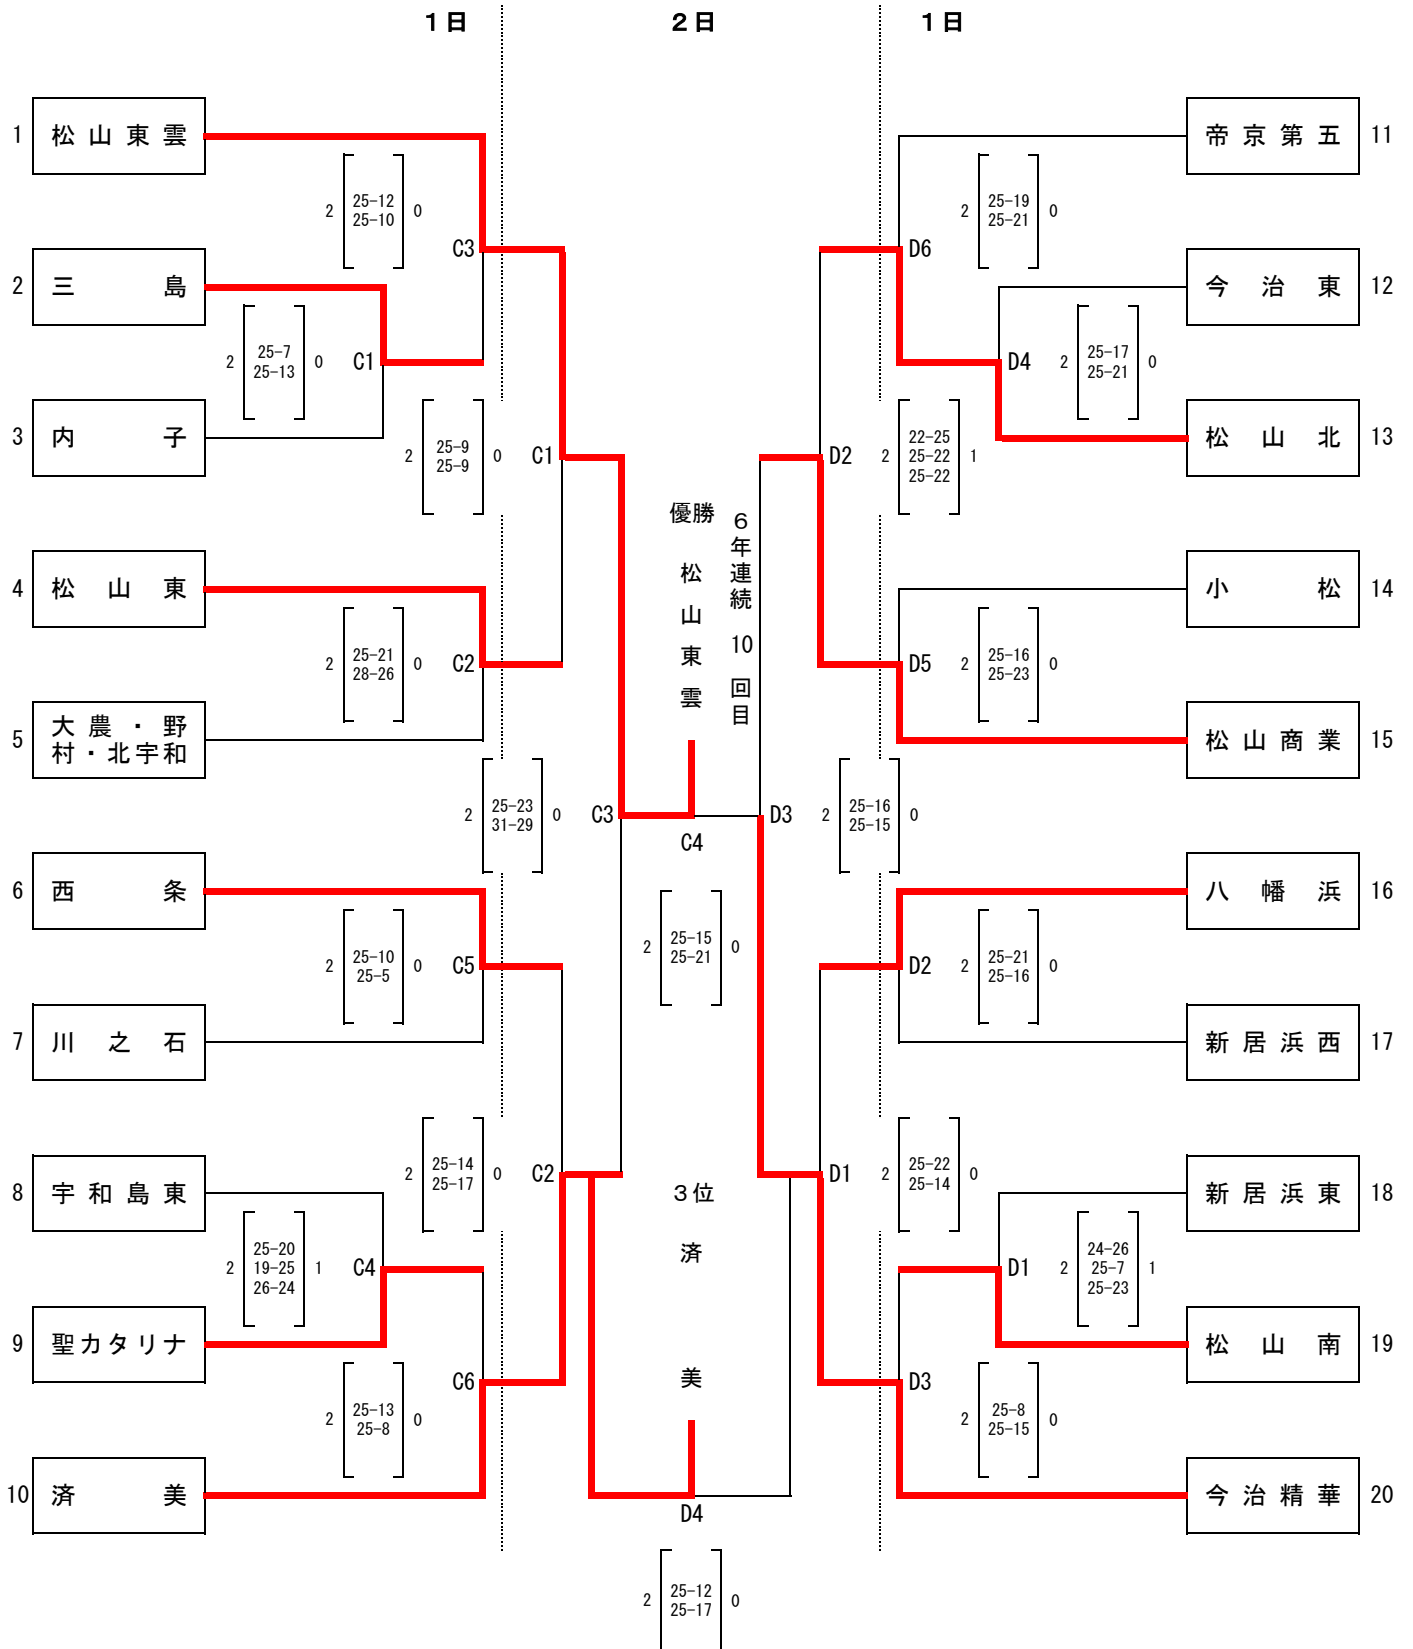 1日
2日
1日
1 松山東雲
2 25-12 0
25-10
C3
2 三島
2 25-7 0
25-13
C1
3 内子
2 25-9 0
25-9
C1
4 松山東
2 25-21 0
28-26
C2
5 大農・野
村・北宇和
2 25-23 0
31-29
C3
6 西条
2 25-10 0
25-5
C5
7 川之石
2 25-14 0
25-17
C2
8 宇和島東
2 25-20 1
19-25
26-24
C4
9 聖カタリナ
2 25-13 0
25-8
C6
10 済美
優勝
松山東雲
6年連続10回目
C4
2 25-15 0
25-21
3位
済美
D4
2 25-12 0
25-17
帝京第五 11
2 25-19 0
25-21
D6
今治東 12
D4
2 25-17 0
25-21
松山北 13
D2
2 22-25 1
25-22
25-22
小松 14
D5
2 25-16 0
25-23
松山商業 15
D3
2 25-16 0
25-15
八幡浜 16
D2
2 25-21 0
25-16
新居浜西 17
D1
2 25-22 0
25-14
新居浜東 18
D1
2 24-26 1
25-7
25-23
松山南 19
D3
2 25-8 0
25-15
今治精華 20